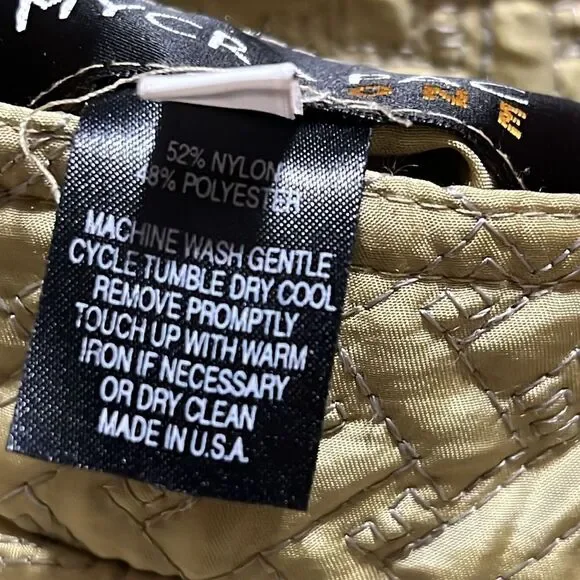 52% NYLON
48% POLYESTER
MACHINE WASH GENTLE
CYCLE TUMBLE DRY COOL
REMOVE PROMPTLY
TOUCH UP WITH WARM
IRON IF NECESSARY
OR DRY CLEAN
MADE IN U.S.A.